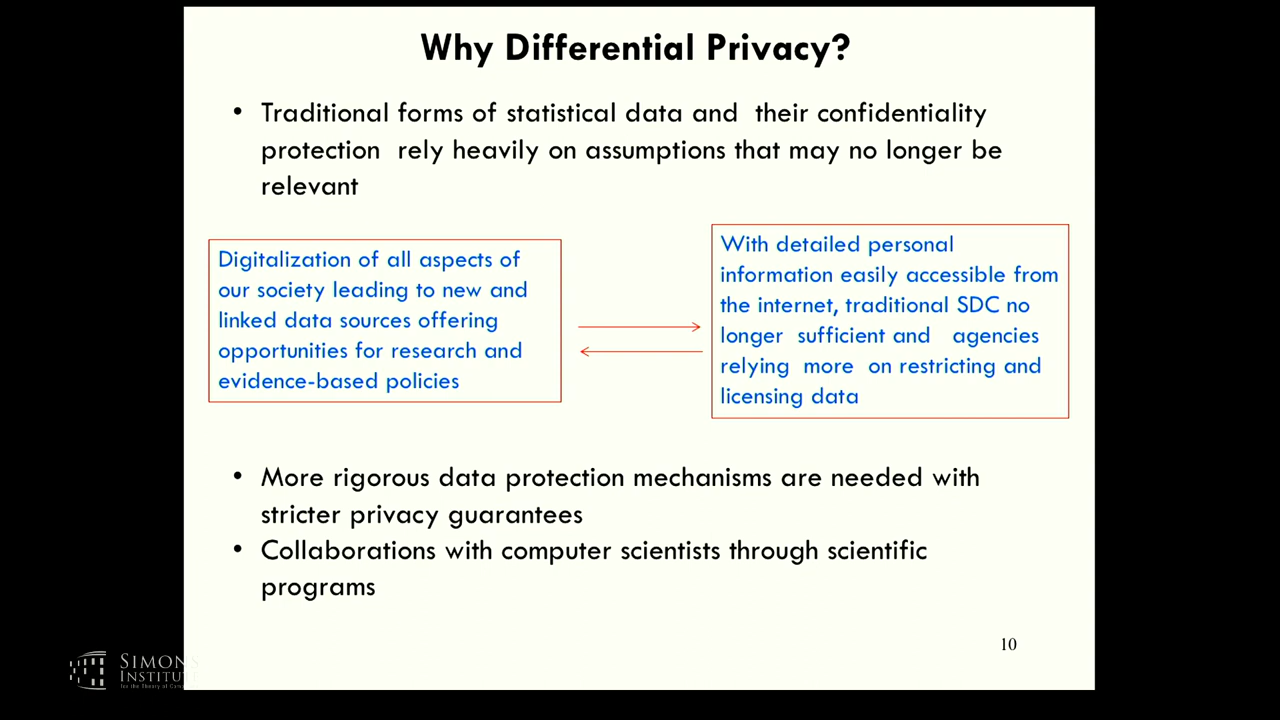 Why Differential Privacy?
• Traditional forms of statistical data and their confidentiality
protection rely heavily on assumptions that may no longer be
relevant
Digitalization of all aspects of
our society leading to new and
linked data sources offering
opportunities for research and
evidence-based policies
With detailed personal
information easily accessible from
the internet, traditional SDC no
longer sufficient and agencies
relying more on restricting and
licensing data
• More rigorous data protection mechanisms are needed with
stricter privacy guarantees
• Collaborations with computer scientists through scientific
programs
10
SIMONS
INSTITUTE
for the Theory of